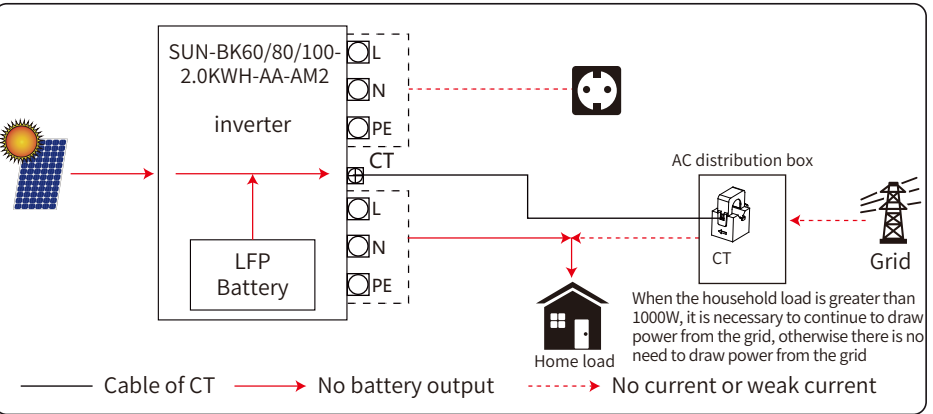 SUN-BK60/80/100-
2.0KWH-AA-AM2
inverter
L
N
PE
CT
L
N
PE
LFP
Battery
AC distribution box
CT
Grid
Home load
When the household load is greater than
1000W, it is necessary to continue to draw
power from the grid, otherwise there is no
need to draw power from the grid
Cable of CT
No battery output
No current or weak current